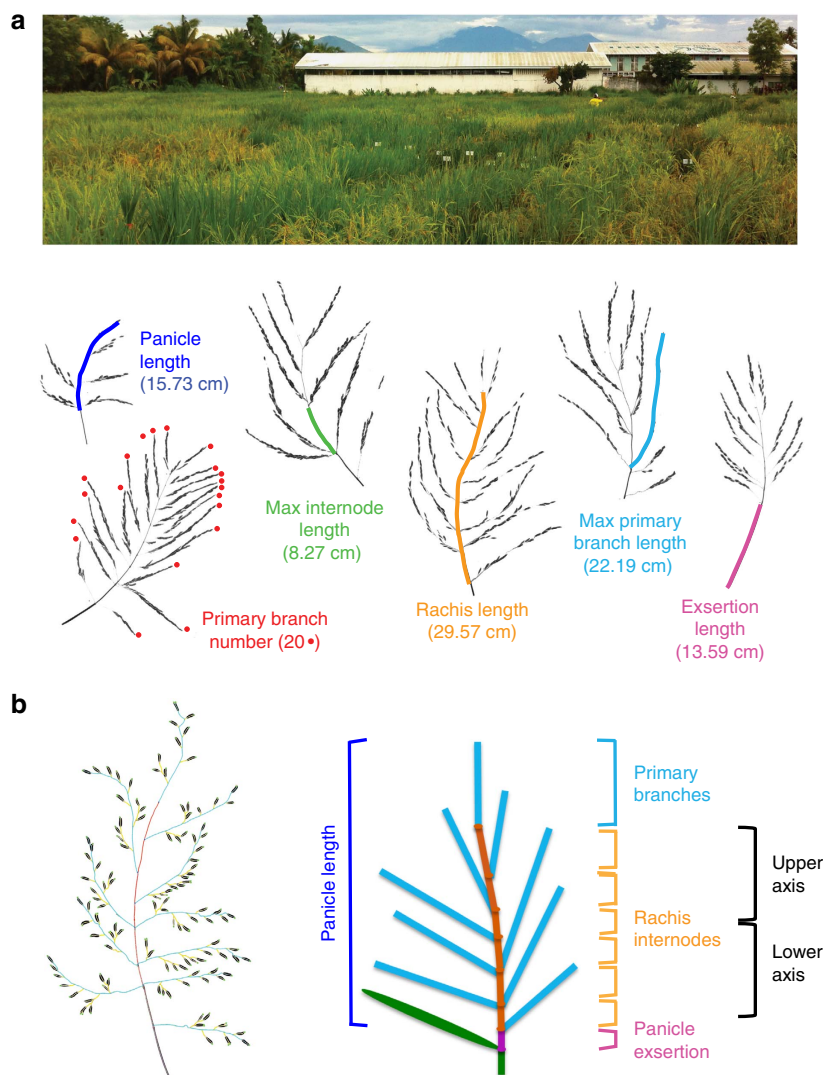 a
Panicle
length
(15.73 cm)
Max internode
length
(8.27 cm)
Max primary
branch length
(22.19 cm)
Rachis length
(29.57 cm)
Exsertion
length
(13.59 cm)
Primary branch
number (20•)
b
Panicle length
Primary
branches
Rachis
internodes
Panicle
exsertion
Upper
axis
Lower
axis